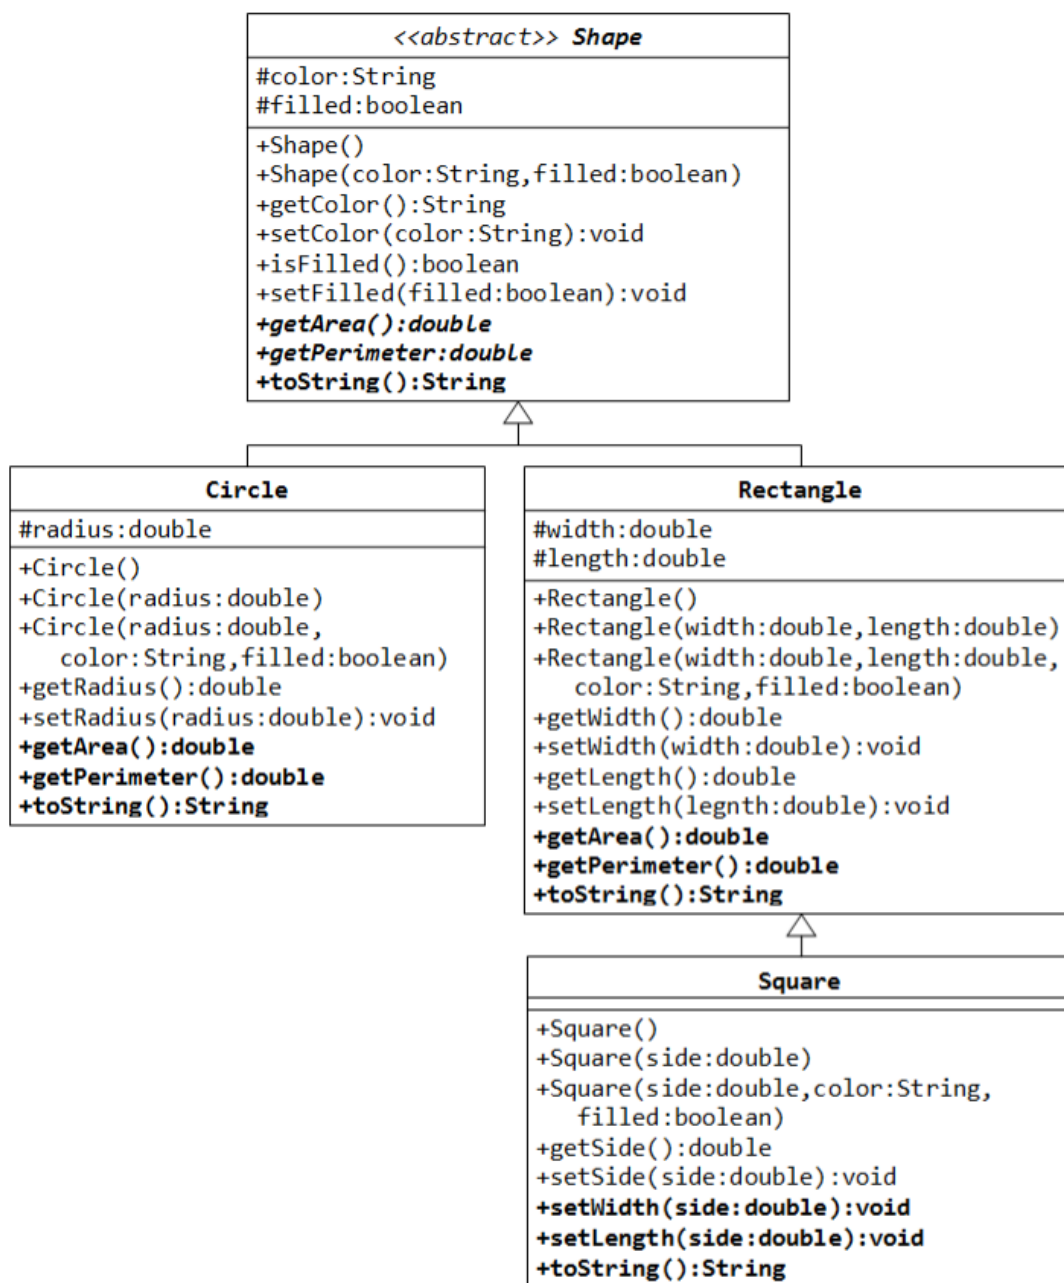 <<abstract>> Shape
#color:String
#filled:boolean
+Shape()
+Shape(color:String,filled:boolean)
+getColor():String
+setColor(color:String):void
+isFilled():boolean
+setFilled(filled:boolean):void
+getArea():double
+getPerimeter:double
+toString():String
Circle
#radius:double
+Circle()
+Circle(radius:double)
+Circle(radius:double,
color:String,filled:boolean)
+getRadius():double
+setRadius(radius:double):void
+getArea():double
+getPerimeter():double
+toString():String
Rectangle
#width:double
#length:double
+Rectangle()
+Rectangle(width:double,length:double)
+Rectangle(width:double,length:double,
color:String,filled:boolean)
+getWidth():double
+setWidth(width:double):void
+getLength():double
+setLength(legnth:double):void
+getArea():double
+getPerimeter():double
+toString():String
Square
+Square()
+Square(side:double)
+Square(side:double,color:String,
filled:boolean)
+getSide():double
+setSide(side:double):void
+setWidth(side:double):void
+setLength(side:double):void
+toString():String